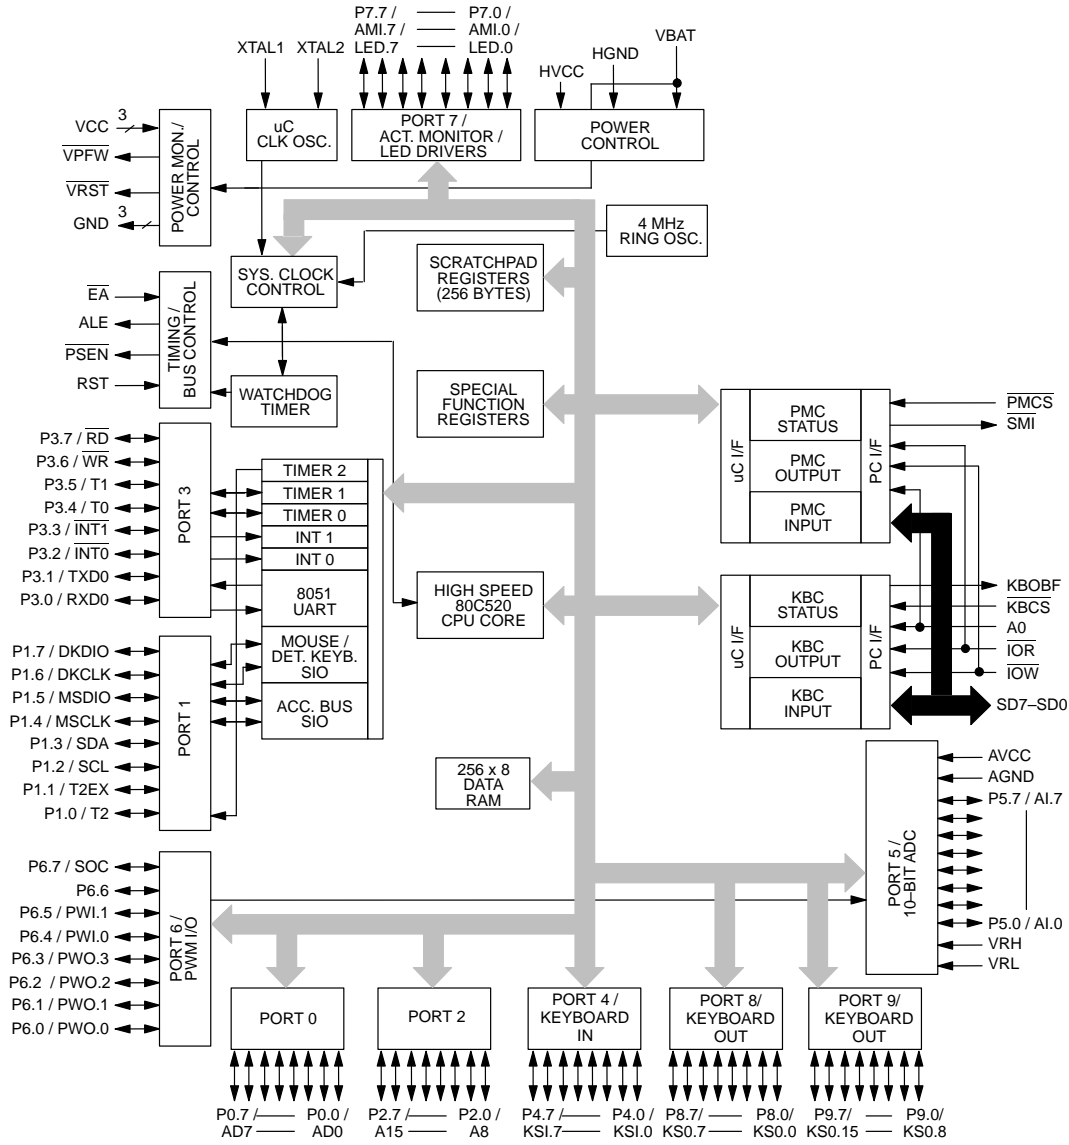 P7.7 / P7.0 /
AMI.7 / AMI.0 /
LED.7 LED.0
XTAL1 XTAL2
HVCC
HGND
VBAT
uC
CLK OSC.
PORT 7 /
ACT. MONITOR /
LED DRIVERS
POWER
CONTROL
VCC 3
VPFW
VRST
GND 3
POWER MON./
CONTROL
4 MHz
RING OSC.
SYS. CLOCK
CONTROL
SCRATCHPAD
REGISTERS
(256 BYTES)
EA
ALE
PSEN
RST
TIMING /
BUS CONTROL
WATCHDOG
TIMER
SPECIAL
FUNCTION
REGISTERS
uC I/F
PMC
STATUS
PMC
OUTPUT
PMC
INPUT
PC I/F
PMCS
SMI
P3.7 / RD
P3.6 / WR
P3.5 / T1
P3.4 / T0
P3.3 / INT1
P3.2 / INT0
P3.1 / TXD0
P3.0 / RXD0
PORT 3
TIMER 2
TIMER 1
TIMER 0
INT 1
INT 0
8051
UART
MOUSE /
DET. KEYB.
SIO
ACC. BUS
SIO
HIGH SPEED
80C520
CPU CORE
uC I/F
KBC
STATUS
KBC
OUTPUT
KBC
INPUT
PC I/F
KBOBF
KBCS
A0
IOR
IOW
SD7–SD0
P1.7 / DKDIO
P1.6 / DKCLK
P1.5 / MSDIO
P1.4 / MSCLK
P1.3 / SDA
P1.2 / SCL
P1.1 / T2EX
P1.0 / T2
PORT 1
256 x 8
DATA
RAM
PORT 5 /
10–BIT ADC
AVCC
AGND
P5.7 / AI.7
P5.0 / AI.0
VRH
VRL
P6.7 / SOC
P6.6
P6.5 / PWI.1
P6.4 / PWI.0
P6.3 / PWO.3
P6.2 / PWO.2
P6.1 / PWO.1
P6.0 / PWO.0
PORT 6/
PWM I/O
PORT 0
PORT 2
PORT 4 /
KEYBOARD
IN
PORT 8/
KEYBOARD
OUT
PORT 9/
KEYBOARD
OUT
P0.7 / P0.0 /
AD7 AD0
P2.7 / P2.0 /
A15 A8
P4.7 / P4.0 /
KSI.7 KSI.0
P8.7/ P8.0/
KS0.7 KS0.0
P9.7/ P9.0/
KS0.15 KS0.8